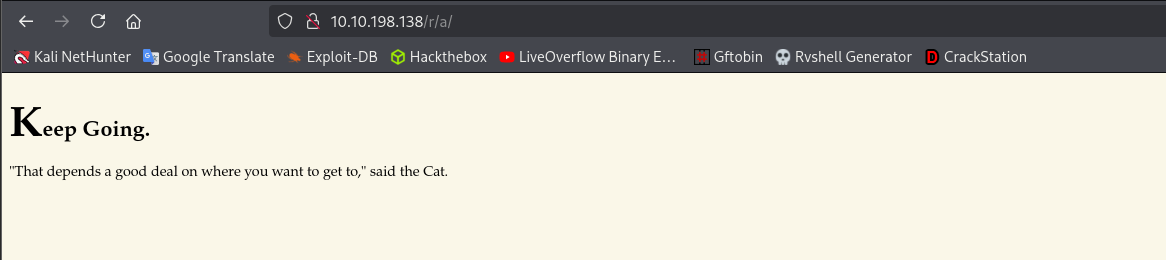 10.10.198.138/r/a/
Kali NetHunter Google Translate Exploit-DB Hackthebox LiveOverflow Binary E... Gftobin Rvshell Generator CrackStation
Keep Going.
"That depends a good deal on where you want to get to," said the Cat.